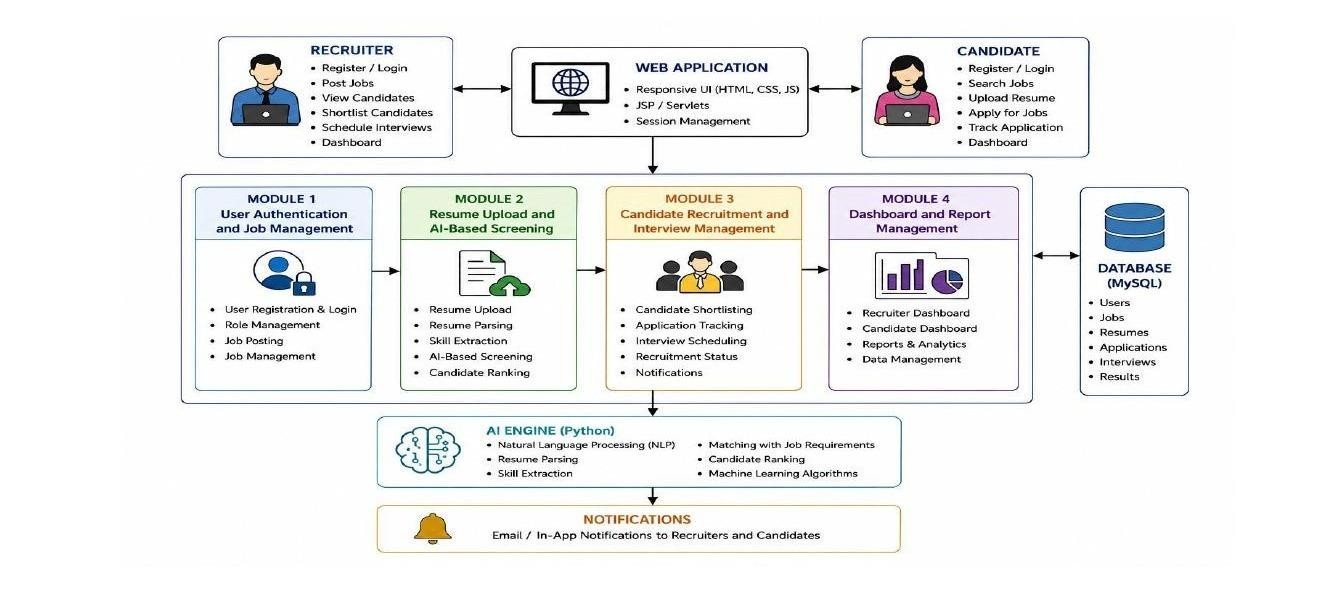 RECRUITER
• Register / Login
• Post Jobs
• View Candidates
• Shortlist Candidates
• Schedule Interviews
• Dashboard
WEB APPLICATION
• Responsive UI (HTML, CSS, JS)
• JSP / Servlets
• Session Management
CANDIDATE
• Register / Login
• Search Jobs
• Upload Resume
• Apply for Jobs
• Track Application
• Dashboard
MODULE 1
User Authentication
and Job Management
• User Registration & Login
• Role Management
• Job Posting
• Job Management
MODULE 2
Resume Upload and
AI-Based Screening
• Resume Upload
• Resume Parsing
• Skill Extraction
• AI-Based Screening
• Candidate Ranking
MODULE 3
Candidate Recruitment and
Interview Management
• Candidate Shortlisting
• Application Tracking
• Interview Scheduling
• Recruitment Status
• Notifications
MODULE 4
Dashboard and Report
Management
• Recruiter Dashboard
• Candidate Dashboard
• Reports & Analytics
• Data Management
DATABASE
(MySQL)
• Users
• Jobs
• Resumes
• Applications
• Interviews
• Results
AI ENGINE (Python)
• Natural Language Processing (NLP)
• Resume Parsing
• Skill Extraction
• Matching with Job Requirements
• Candidate Ranking
• Machine Learning Algorithms
NOTIFICATIONS
Email / In-App Notifications to Recruiters and Candidates